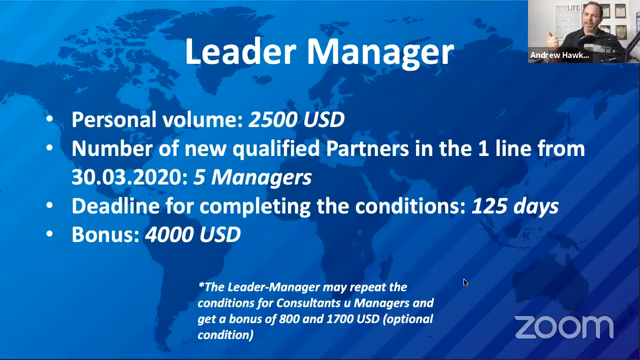 Leader Manager
• Personal volume: 2500 USD
• Number of new qualified Partners in the 1 line from
30.03.2020: 5 Managers
• Deadline for completing the conditions: 125 days
• Bonus: 4000 USD
*The Leader-Manager may repeat the
conditions for Consultants u Managers and
get a bonus of 800 and 1700 USD (optional
condition)
Andrew Hawk...
zoom